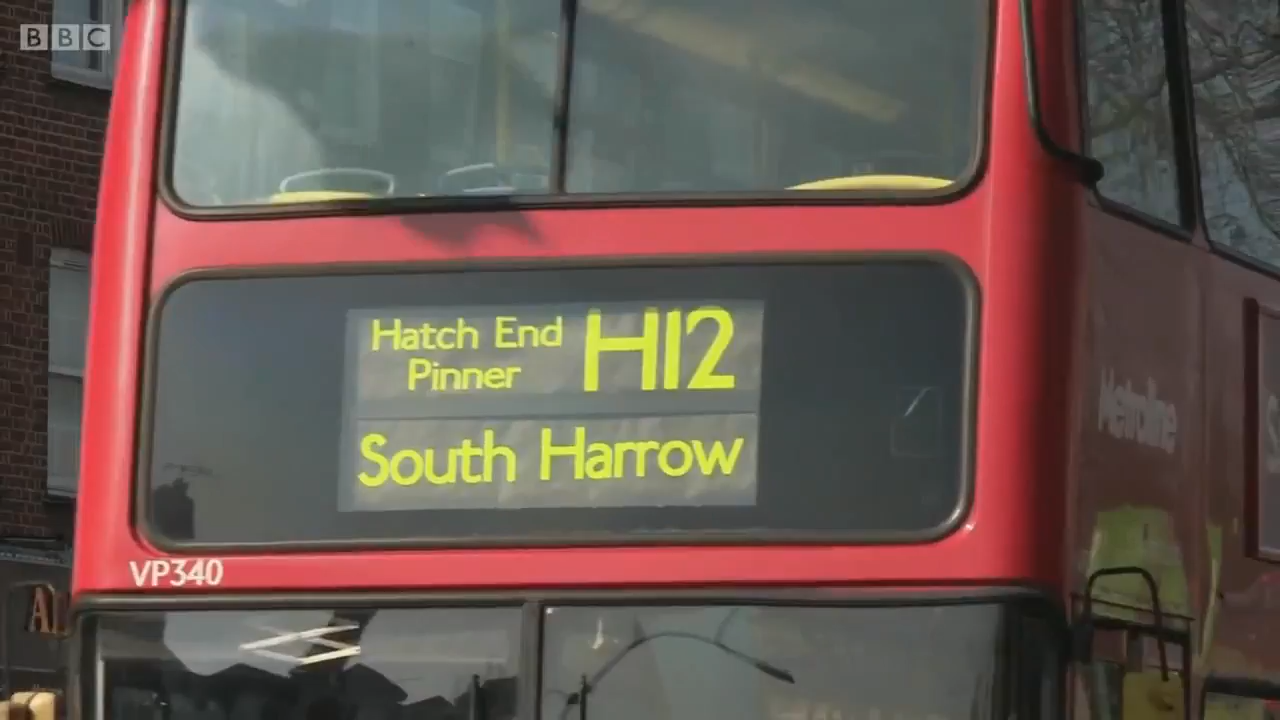 BBC
Hatch End
Pinner
H12
South Harrow
VP340
Metroline